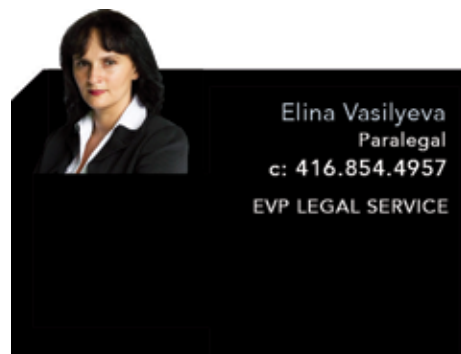 Elina Vasilyeva
Paralegal
c: 416.854.4957
EVP LEGAL SERVICE